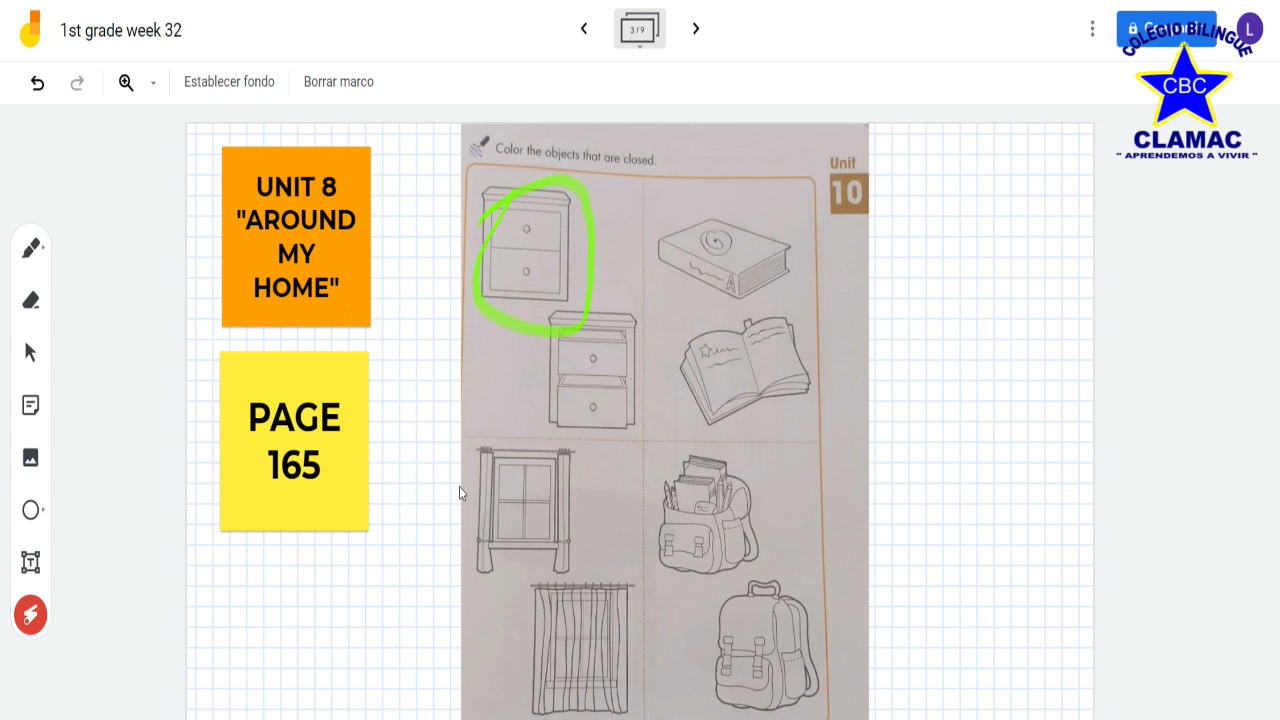 1st grade week 32
3 / 9
L
COLEGIO BILINGUE
CBC
CLAMAC
" APRENDEMOS A VIVIR "
Establecer fondo
Borrar marco
UNIT 8
"AROUND
MY
HOME"
PAGE
165
Color the objects that are closed.
Unit
10
A